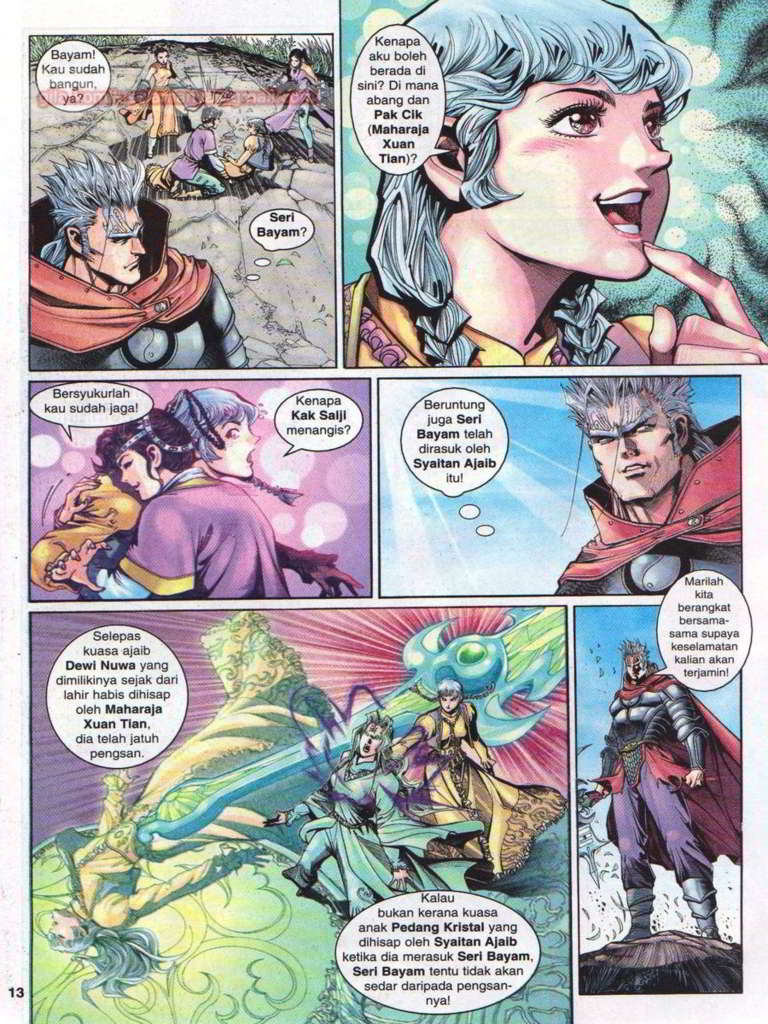 Bayam!
Kau sudah
bangun,
ya?
Seri
Bayam?
Kenapa
aku boleh
berada di
sini? Di mana
abang dan
Pak Cik
(Maharaja
Xuan
Tian)?
Bersyukurlah
kau sudah jaga!
Kenapa
Kak Salji
menangis?
Beruntung
juga Seri
Bayam telah
dirasuk oleh
Syaitan Ajaib
itu!
Selepas
kuasa ajaib
Dewi Nuwa yang
dimilikinya sejak dari
lahir habis dihisap
oleh Maharaja
Xuan Tian,
dia telah jatuh
pengsan.
Kalau
bukan kerana kuasa
anak Pedang Kristal yang
dihisap oleh Syaitan Ajaib
ketika dia merasuk Seri Bayam,
Seri Bayam tentu tidak akan
sedar daripada pengsan-
nya!
Marilah
kita
berangkat
bersama-
sama supaya
keselamatan
kalian akan
terjamin!
13